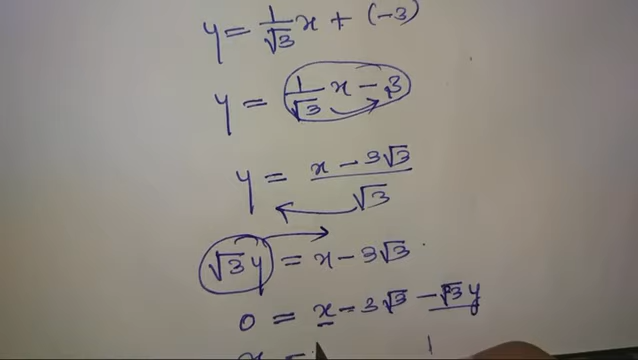 y = 1/√3 x + (-3)
y = 1/√3 x - 3
y = x - 3√3 / √3
√3 y = x - 3√3
0 = x - 3√3 - √3 y
x =